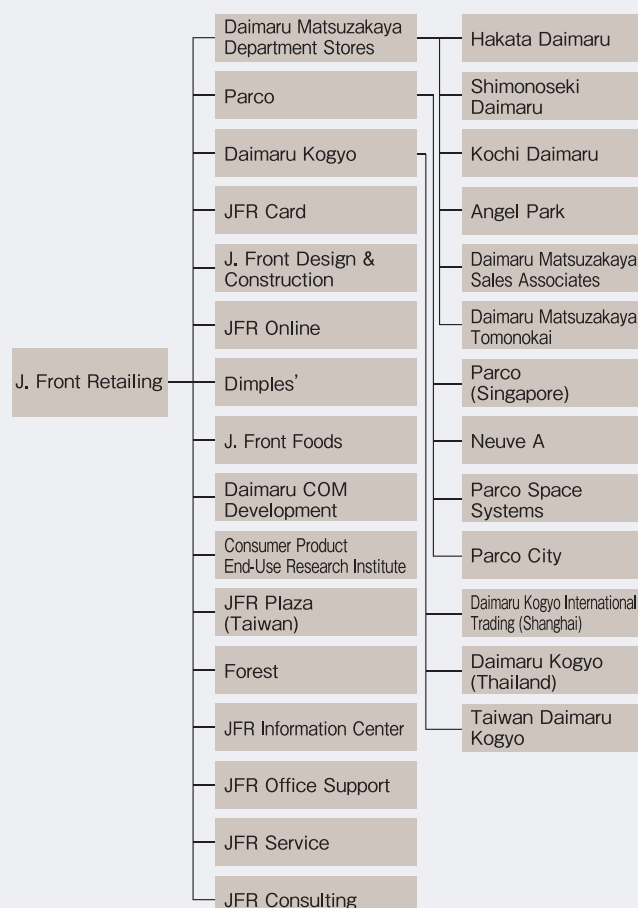 J. Front Retailing
Daimaru Matsuzakaya
Department Stores
Parco
Daimaru Kogyo
JFR Card
J. Front Design &
Construction
JFR Online
Dimples’
J. Front Foods
Daimaru COM
Development
Consumer Product
End-Use Research Institute
JFR Plaza
(Taiwan)
Forest
JFR Information Center
JFR Office Support
JFR Service
JFR Consulting
Hakata Daimaru
Shimonoseki
Daimaru
Kochi Daimaru
Angel Park
Daimaru Matsuzakaya
Sales Associates
Daimaru Matsuzakaya
Tomonokai
Parco
(Singapore)
Neuve A
Parco Space
Systems
Parco City
Daimaru Kogyo International
Trading (Shanghai)
Daimaru Kogyo
(Thailand)
Taiwan Daimaru
Kogyo